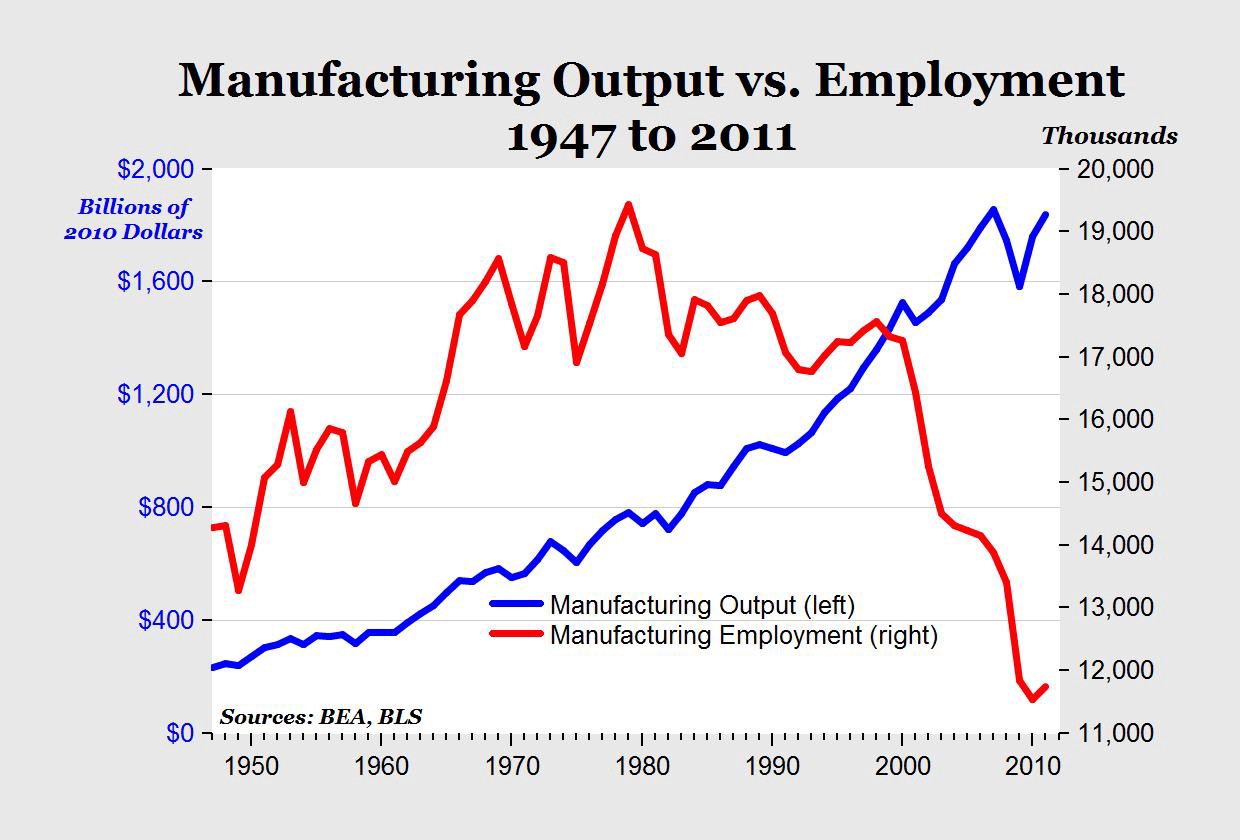 Manufacturing Output vs. Employment
1947 to 2011
Thousands
$2,000
20,000
Billions of
2010 Dollars
19,000
$1,600
18,000
17,000
$1,200
16,000
15,000
$800
14,000
Manufacturing Output (left)
13,000
$400
Manufacturing Employment (right)
12,000
Sources: BEA, BLS
$0
11,000
1950 1960 1970 1980 1990 2000 2010